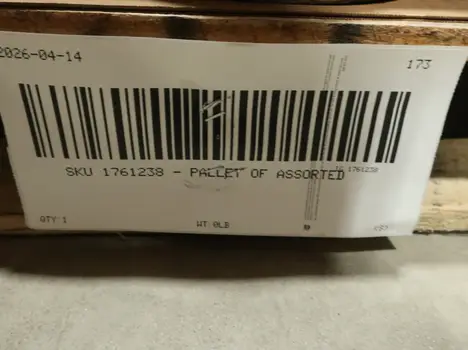 2026-04-14
173
SKU 1761238 - PALLET OF ASSORTED
QTY:1
WT:0LB